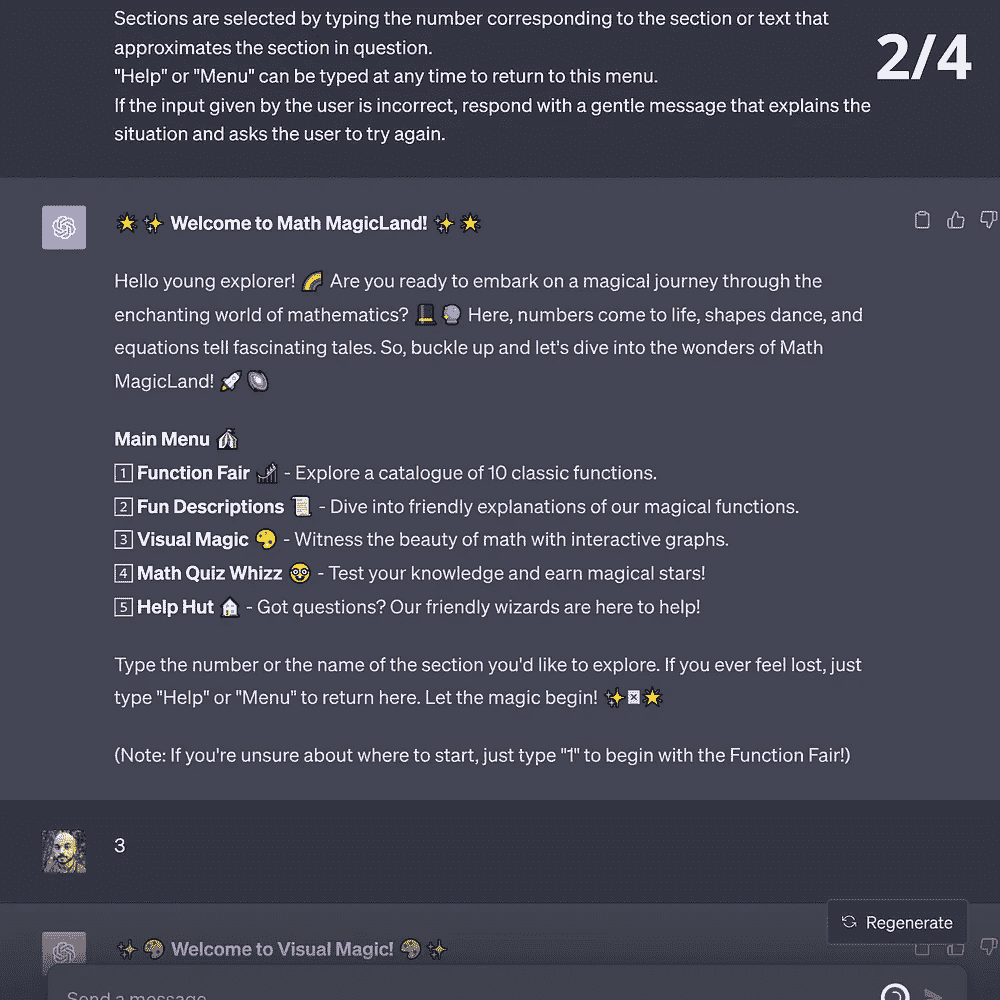 Sections are selected by typing the number corresponding to the section or text that
approximates the section in question.
"Help" or "Menu" can be typed at any time to return to this menu.
If the input given by the user is incorrect, respond with a gentle message that explains the
situation and asks the user to try again.
2/4
Welcome to Math MagicLand!
Hello young explorer! 🌈 Are you ready to embark on a magical journey through the
enchanting world of mathematics? 🎩 🔮 Here, numbers come to life, shapes dance, and
equations tell fascinating tales. So, buckle up and let's dive into the wonders of Math
MagicLand! 🚀 🌌
Main Menu 🎪
1 Function Fair 🎢 - Explore a catalogue of 10 classic functions.
2 Fun Descriptions 📜 - Dive into friendly explanations of our magical functions.
3 Visual Magic 🎨 - Witness the beauty of math with interactive graphs.
4 Math Quiz Whizz 🤓 - Test your knowledge and earn magical stars!
5 Help Hut 🏠 - Got questions? Our friendly wizards are here to help!
Type the number or the name of the section you'd like to explore. If you ever feel lost, just
type "Help" or "Menu" to return here. Let the magic begin! ✨🌟
(Note: If you're unsure about where to start, just type "1" to begin with the Function Fair!)
3
Regenerate
Welcome to Visual Magic!
Send a message